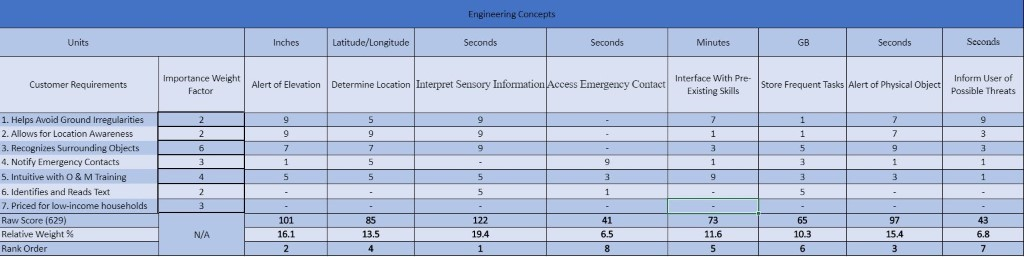 Engineering Concepts
Units Inches Latitude/Longitude Seconds Seconds Minutes GB Seconds Seconds
Customer Requirements Importance Weight Factor Alert of Elevation Determine Location Interpret Sensory Information Access Emergency Contact Interface With Pre-Existing Skills Store Frequent Tasks Alert of Physical Object Inform User of Possible Threats
1. Helps Avoid Ground Irregularities 2 9 5 9 - 7 1 7 9
2. Allows for Location Awareness 2 9 9 9 - 1 1 7 3
3. Recognizes Surrounding Objects 6 7 7 9 - 3 5 9 3
4. Notify Emergency Contacts 3 1 5 - 9 1 3 1 1
5. Intuitive with O & M Training 4 5 5 5 3 9 3 3 1
6. Identifies and Reads Text 2 - - 5 1 - 5 - -
7. Priced for low-income households 3 - - - - - - - -
Raw Score (629) 101 85 122 41 73 65 97 43
Relative Weight % N/A 16.1 13.5 19.4 6.5 11.6 10.3 15.4 6.8
Rank Order 2 4 1 8 5 6 3 7